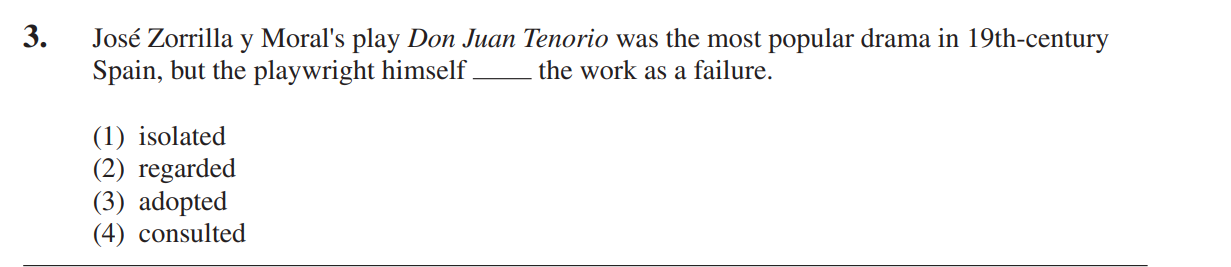 3. José Zorrilla y Moral's play Don Juan Tenorio was the most popular drama in 19th-century
Spain, but the playwright himself ____ the work as a failure.
(1) isolated
(2) regarded
(3) adopted
(4) consulted